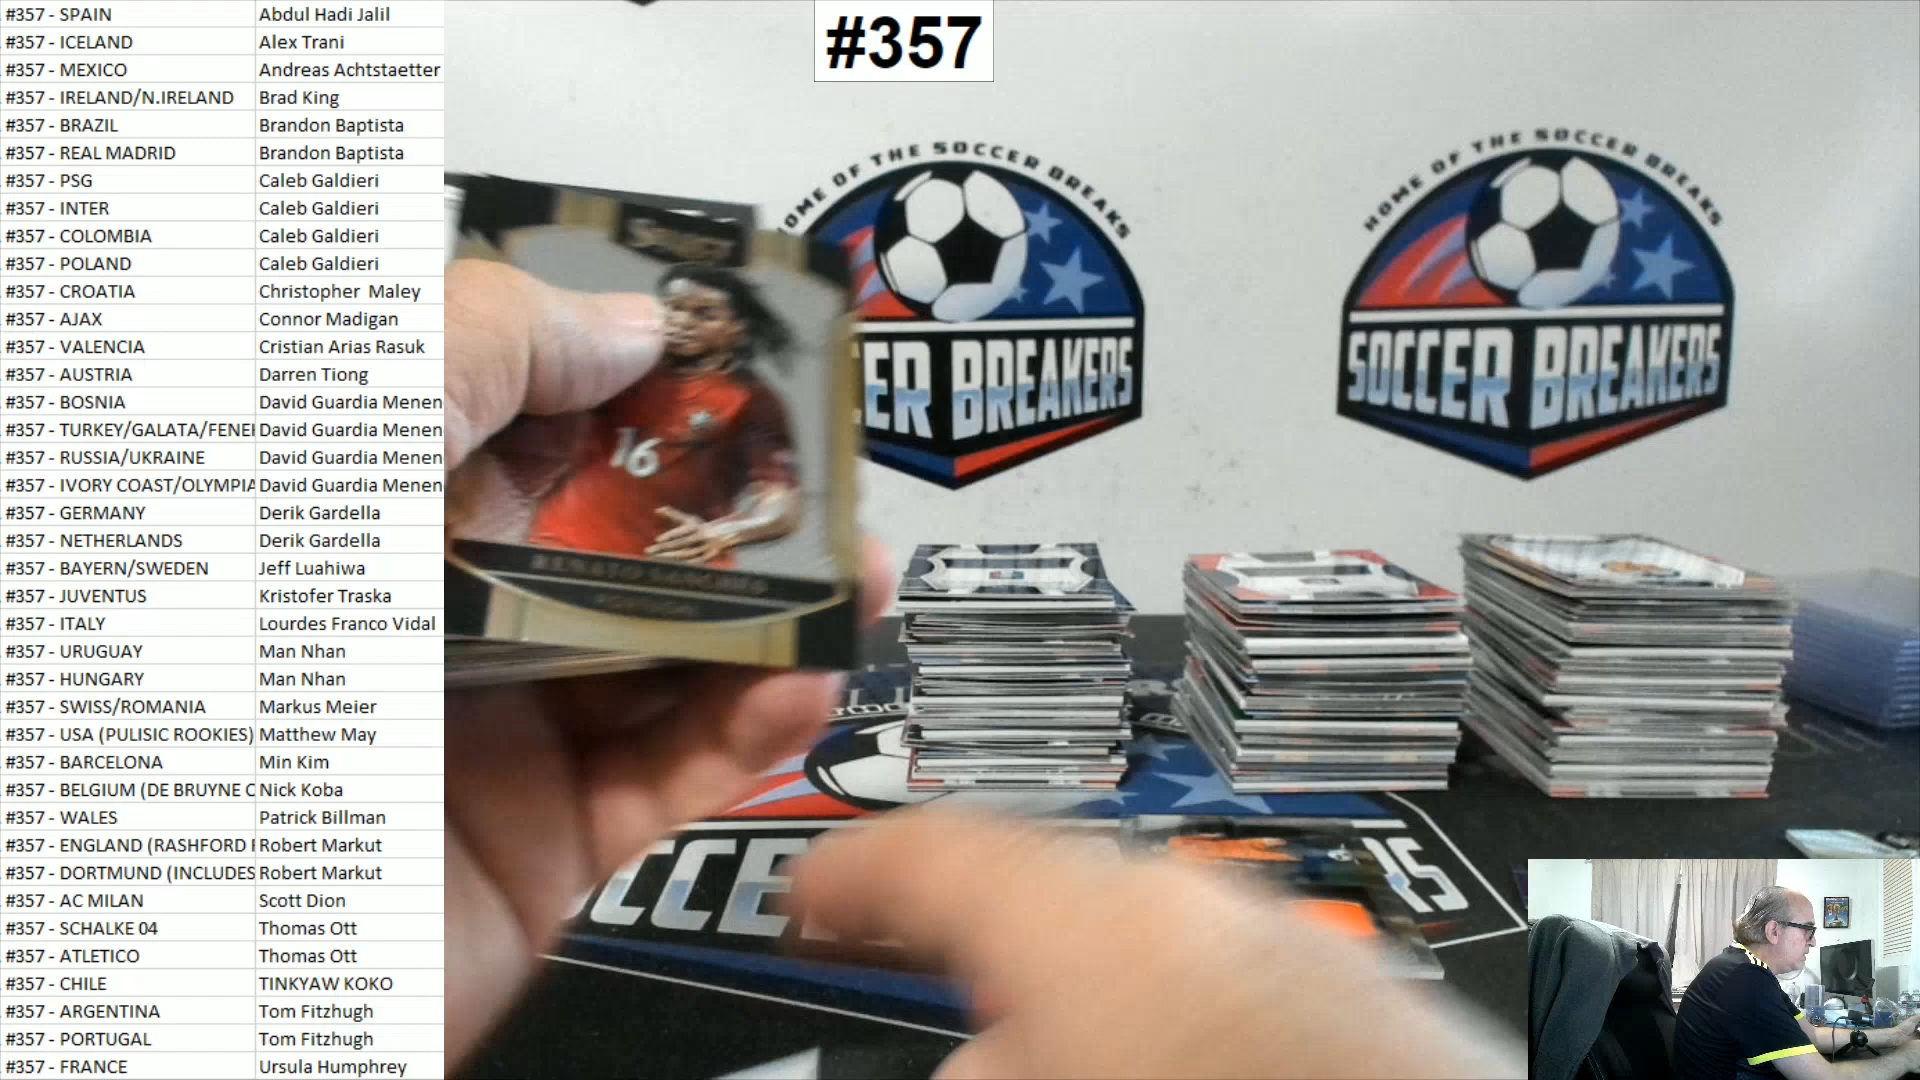 #357 - SPAIN Abdul Hadi Jalil
#357 - ICELAND Alex Trani
#357 - MEXICO Andreas Achtstaetter
#357 - IRELAND/N.IRELAND Brad King
#357 - BRAZIL Brandon Baptista
#357 - REAL MADRID Brandon Baptista
#357 - PSG Caleb Galdieri
#357 - INTER Caleb Galdieri
#357 - COLOMBIA Caleb Galdieri
#357 - POLAND Caleb Galdieri
#357 - CROATIA Christopher Maley
#357 - AJAX Connor Madigan
#357 - VALENCIA Cristian Arias Rasuk
#357 - AUSTRIA Darren Tiong
#357 - BOSNIA David Guardia Menen
#357 - TURKEY/GALATA/FENE David Guardia Menen
#357 - RUSSIA/UKRAINE David Guardia Menen
#357 - IVORY COAST/OLYMPIA David Guardia Menen
#357 - GERMANY Derik Gardella
#357 - NETHERLANDS Derik Gardella
#357 - BAYERN/SWEDEN Jeff Luahiwa
#357 - JUVENTUS Kristofer Traska
#357 - ITALY Lourdes Franco Vidal
#357 - URUGUAY Man Nhan
#357 - HUNGARY Man Nhan
#357 - SWISS/ROMANIA Markus Meier
#357 - USA (PULISIC ROOKIES) Matthew May
#357 - BARCELONA Min Kim
#357 - BELGIUM (DE BRUYNE C Nick Koba
#357 - WALES Patrick Billman
#357 - ENGLAND (RASHFORD Robert Markut
#357 - DORTMUND (INCLUDES Robert Markut
#357 - AC MILAN Scott Dion
#357 - SCHALKE 04 Thomas Ott
#357 - ATLETICO Thomas Ott
#357 - CHILE TINKYAW KOKO
#357 - ARGENTINA Tom Fitzhugh
#357 - PORTUGAL Tom Fitzhugh
#357 - FRANCE Ursula Humphrey
#357
OME OF THE SOCCER BREAKS
CER BREAKERS
HOME OF THE SOCCER BREAKS
SOCCER BREAKERS
SELECT
16
RENATO SANCHES